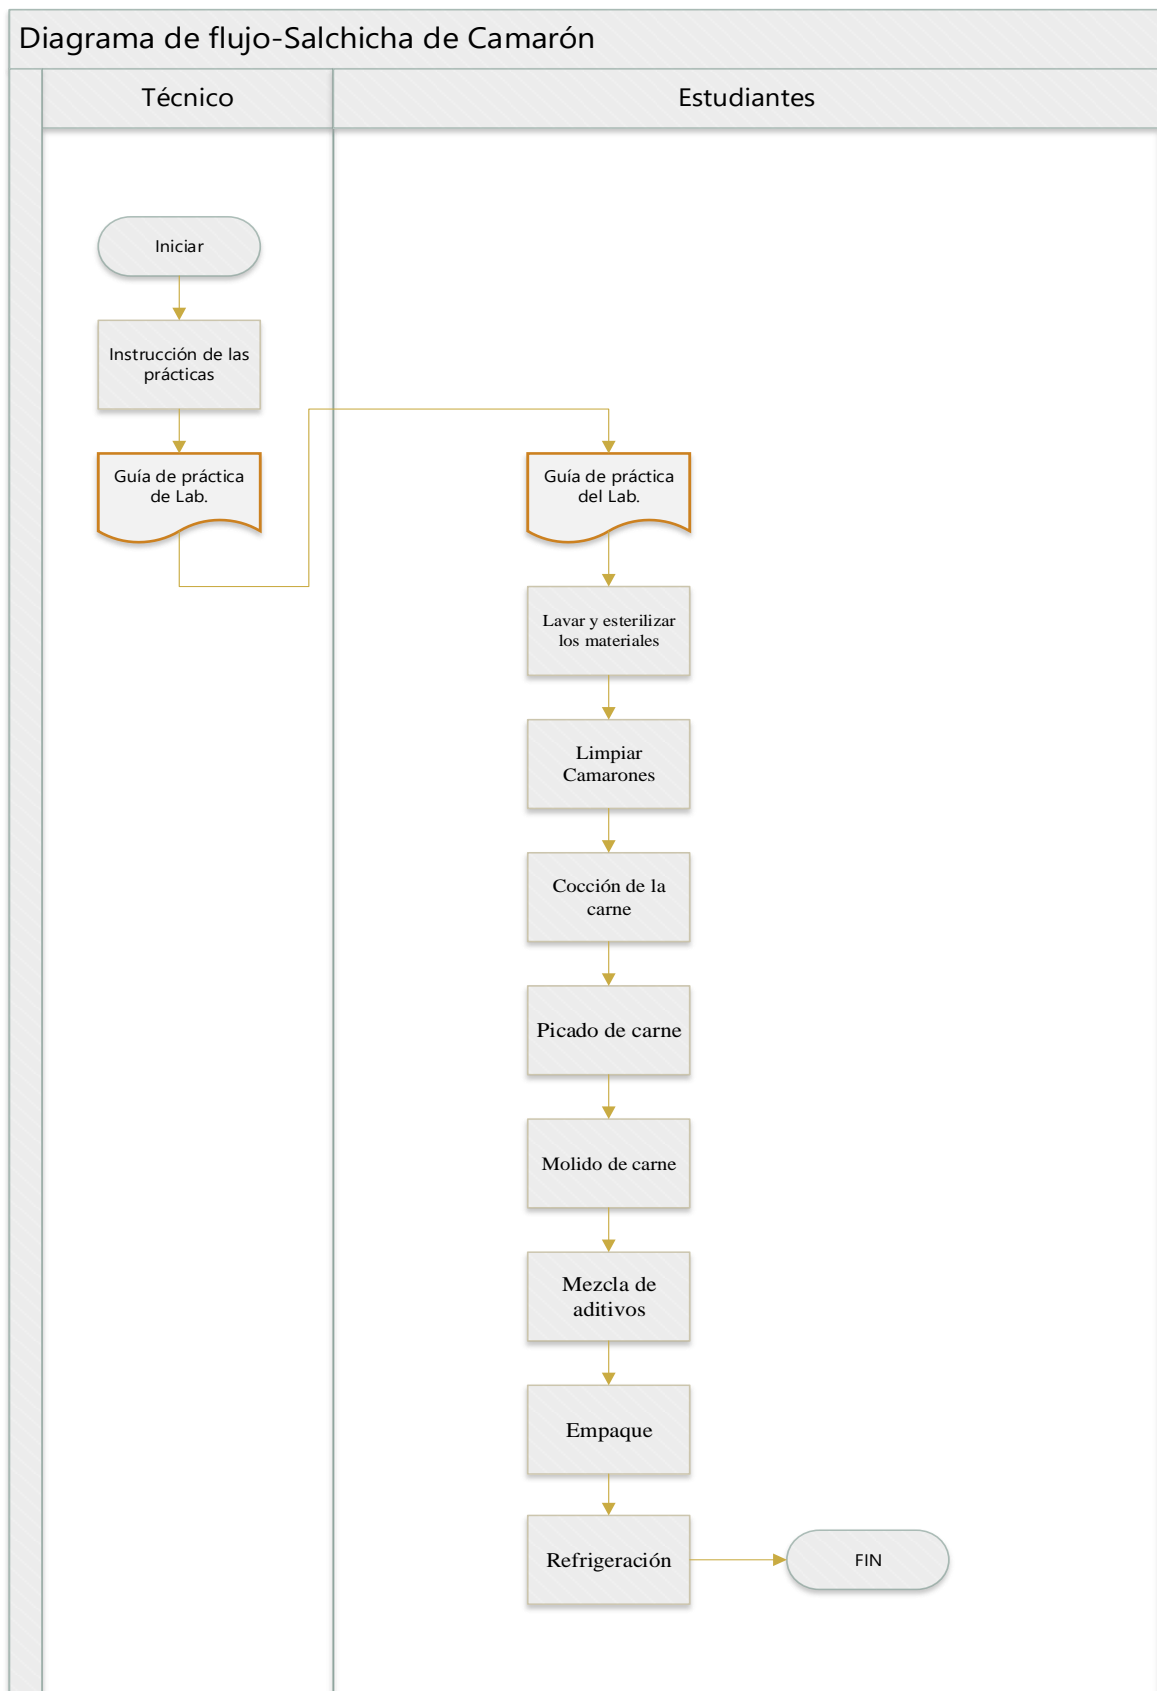 Diagrama de flujo-Salchicha de Camarón
Técnico
Estudiantes
Iniciar
Instrucción de las
prácticas
Guía de práctica
de Lab.
Guía de práctica
del Lab.
Lavar y esterilizar
los materiales
Limpiar
Camarones
Cocción de la
carne
Picado de carne
Molido de carne
Mezcla de
aditivos
Empaque
Refrigeración
FIN